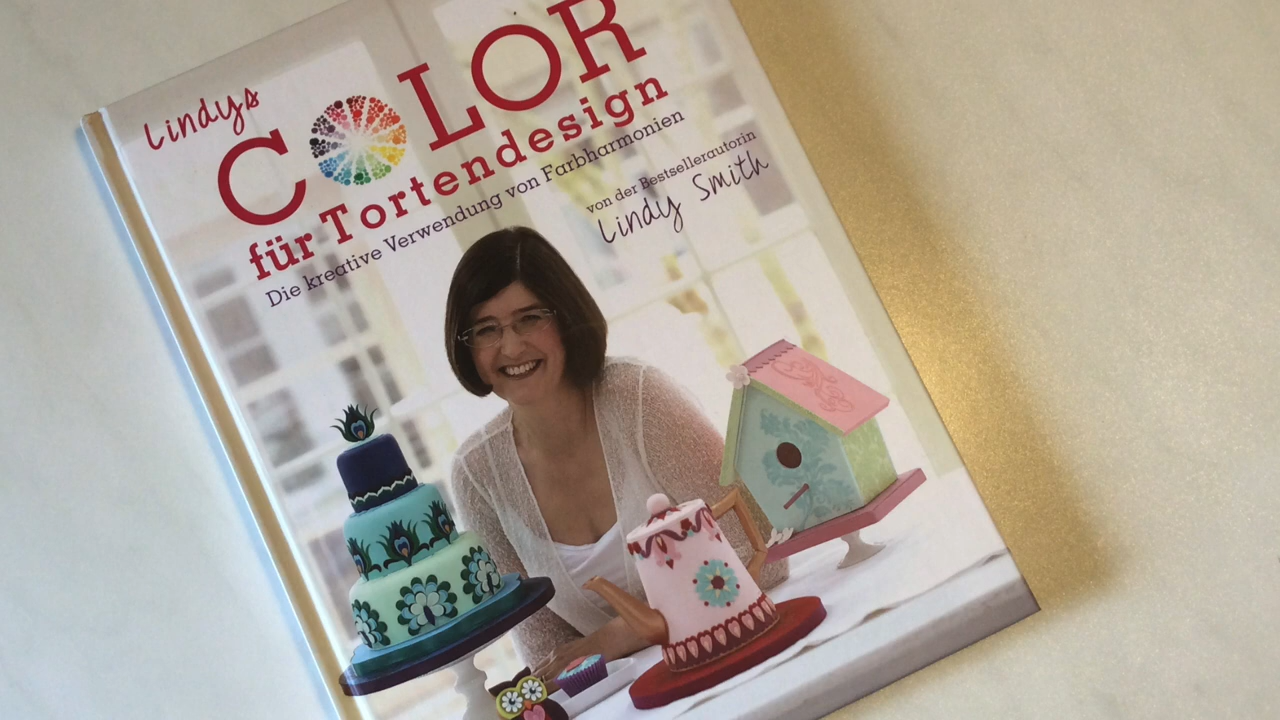 Lindys
COLOR
für Tortendesign
Die kreative Verwendung von Farbharmonien
von der Bestsellerautorin
Lindy Smith